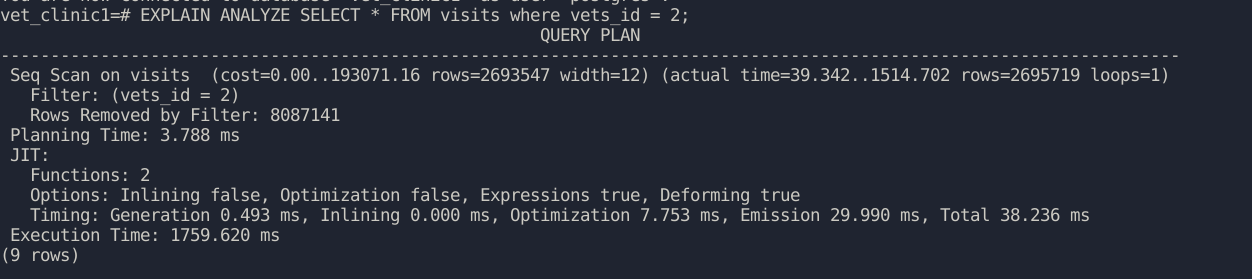 vet_clinic1=# EXPLAIN ANALYZE SELECT * FROM visits where vets_id = 2;
QUERY PLAN
-----------------------------------------------------------------------------------------------------------------------
Seq Scan on visits  (cost=0.00..193071.16 rows=2693547 width=12) (actual time=39.342..1514.702 rows=2695719 loops=1)
Filter: (vets_id = 2)
Rows Removed by Filter: 8087141
Planning Time: 3.788 ms
JIT:
Functions: 2
Options: Inlining false, Optimization false, Expressions true, Deforming true
Timing: Generation 0.493 ms, Inlining 0.000 ms, Optimization 7.753 ms, Emission 29.990 ms, Total 38.236 ms
Execution Time: 1759.620 ms
(9 rows)